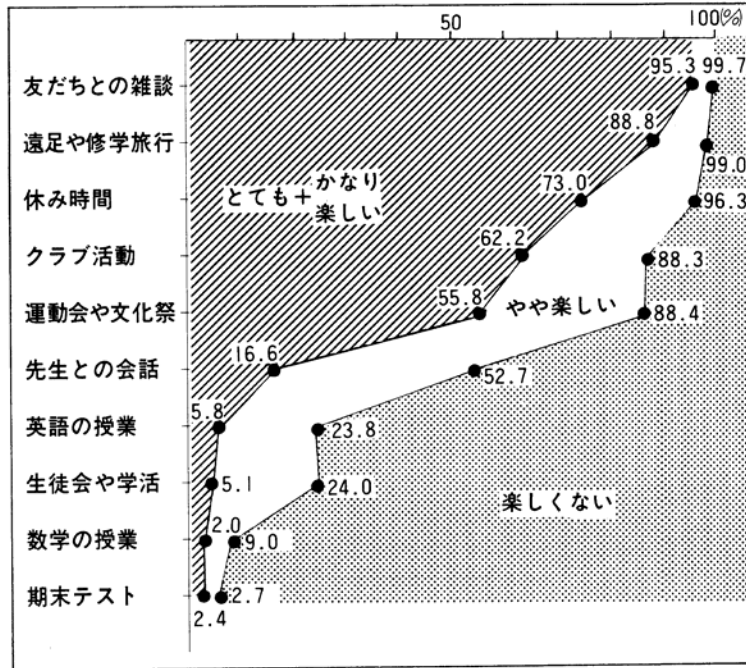 50 100(%)
友だちとの雑談 95.3 99.7
遠足や修学旅行 88.8 99.0
休み時間 73.0 96.3
とても+かなり楽しい
クラブ活動 62.2 88.3
運動会や文化祭 55.8 やや楽しい 88.4
先生との会話 16.6 52.7
英語の授業 5.8 23.8
生徒会や学活 5.1 24.0
楽しくない
数学の授業 2.0 9.0
期末テスト 2.4 2.7